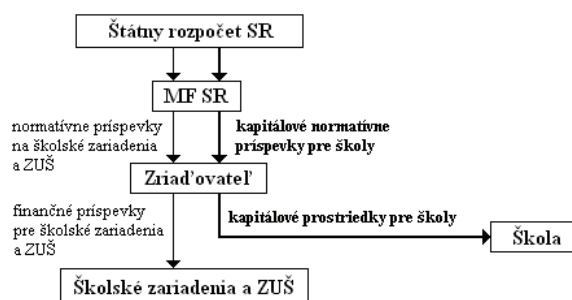 Štátny rozpočet SR
MF SR
normatívne príspevky
na školské zariadenia
a ZUŠ
kapitálové normatívne
príspevky pre školy
Zriaďovateľ
finančné príspevky
pre školské zariadenia
a ZUŠ
kapitálové prostriedky pre školy
Škola
Školské zariadenia a ZUŠ